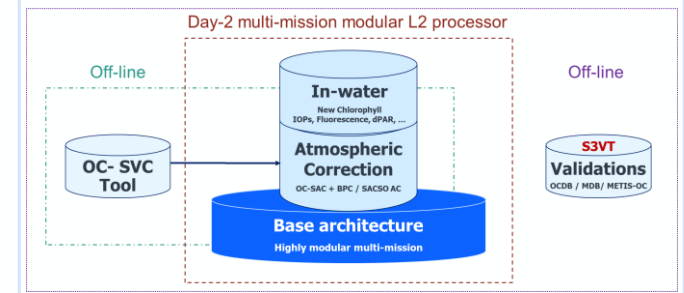 Day-2 multi-mission modular L2 processor
Off-line
Off-line
In-water
New Chlorophyll
IOPs, Fluorescence, dPAR, ...
OC- SVC
Tool
Atmospheric
Correction
OC-SAC + BPC / SACSO AC
S3VT
Validations
OCDB / MDB/ METIS-OC
Base architecture
Highly modular multi-mission